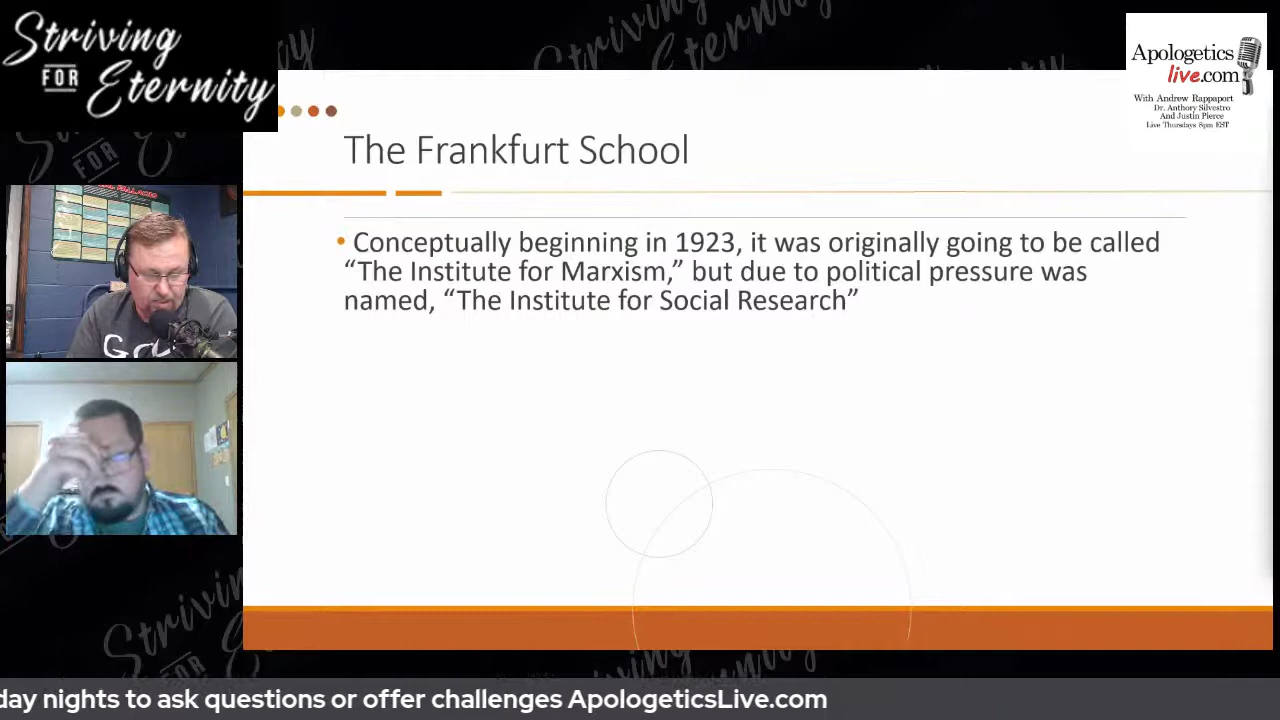 Striving
FOR
Eternity
Apologetics
live.com
With Andrew Rappaport
Dr. Anthony Silvestro
And Justin Pierce
Live Thursdays 8pm EST
The Frankfurt School
• Conceptually beginning in 1923, it was originally going to be called
“The Institute for Marxism,” but due to political pressure was
named, “The Institute for Social Research”
day nights to ask questions or offer challenges ApologeticsLive.com